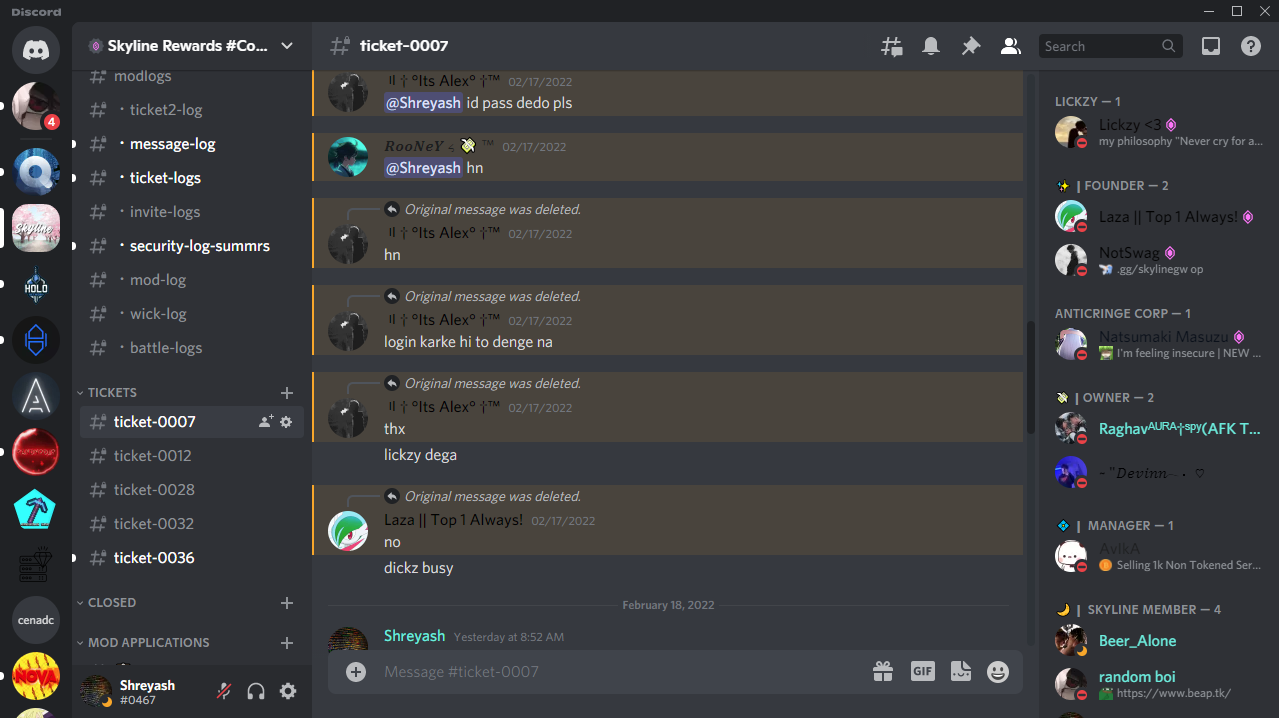 Discord
Skyline Rewards #Co...
modlogs
· ticket2-log
· message-log
· ticket-logs
· invite-logs
· security-log-summrs
· mod-log
· wick-log
· battle-logs
TICKETS
ticket-0007
ticket-0012
ticket-0028
ticket-0032
ticket-0036
CLOSED
MOD APPLICATIONS
4
Skyline
HOLO
cenadc
NOVA
Shreyash
#0467
ticket-0007
Search
†°Its Alex° †™ 02/17/2022
@Shreyash id pass dedo pls
RooNeY ™ 02/17/2022
@Shreyash hn
Original message was deleted.
†°Its Alex° †™ 02/17/2022
hn
Original message was deleted.
†°Its Alex° †™ 02/17/2022
login karke hi to denge na
Original message was deleted.
†°Its Alex° †™ 02/17/2022
thx
lickzy dega
Original message was deleted.
Laza || Top 1 Always! 02/17/2022
no
dickz busy
February 18, 2022
Shreyash Yesterday at 8:52 AM
Message #ticket-0007
GIF
LICKZY — 1
Lickzy <3
my philosophy "Never cry for a...
| FOUNDER — 2
Laza || Top 1 Always!
NotSwag
.gg/skylinegw op
ANTICRINGE CORP — 1
Natsumaki Masuzu
I'm feeling insecure | NEW ...
| OWNER — 2
Raghavᴬᵁᴿᴬ†ˢᵖʸ(AFK T...
~ "Devinn~ • ♡
| MANAGER — 1
AvIkA
Selling 1k Non Tokened Ser...
| SKYLINE MEMBER — 4
Beer_Alone
random boi
https://www.beap.tk/